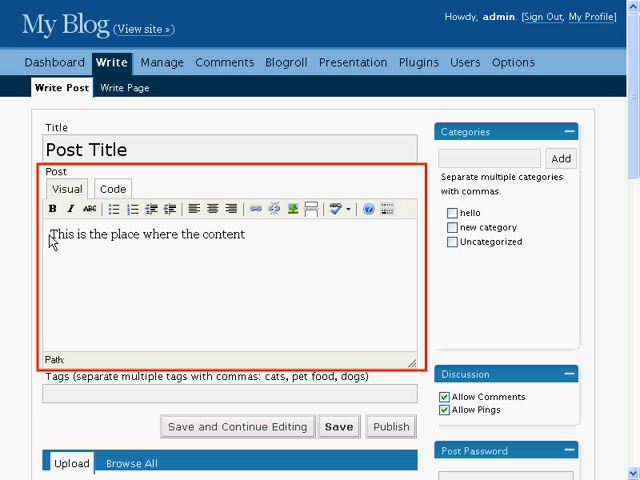 My Blog (View site »)
Howdy, admin. [Sign Out, My Profile]
Dashboard Write Manage Comments Blogroll Presentation Plugins Users Options
Write Post Write Page
Title
Post Title
Post
Visual Code
B I ABC ABC
This is the place where the content
Path:
Tags (separate multiple tags with commas: cats, pet food, dogs)
Save and Continue Editing Save Publish
Upload Browse All
Categories
Add
Separate multiple categories
with commas.
hello
new category
Uncategorized
Discussion
Allow Comments
Allow Pings
Post Password